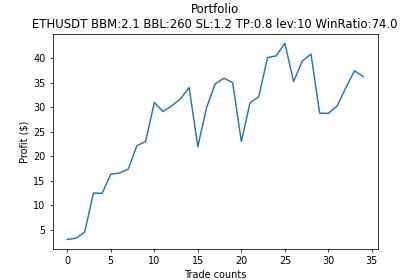 Portfolio
ETHUSDT BBM:2.1 BBL:260 SL:1.2 TP:0.8 lev:10 WinRatio:74.0
40
35
30
25
20
15
10
5
Profit ($)
0 5 10 15 20 25 30 35
Trade counts